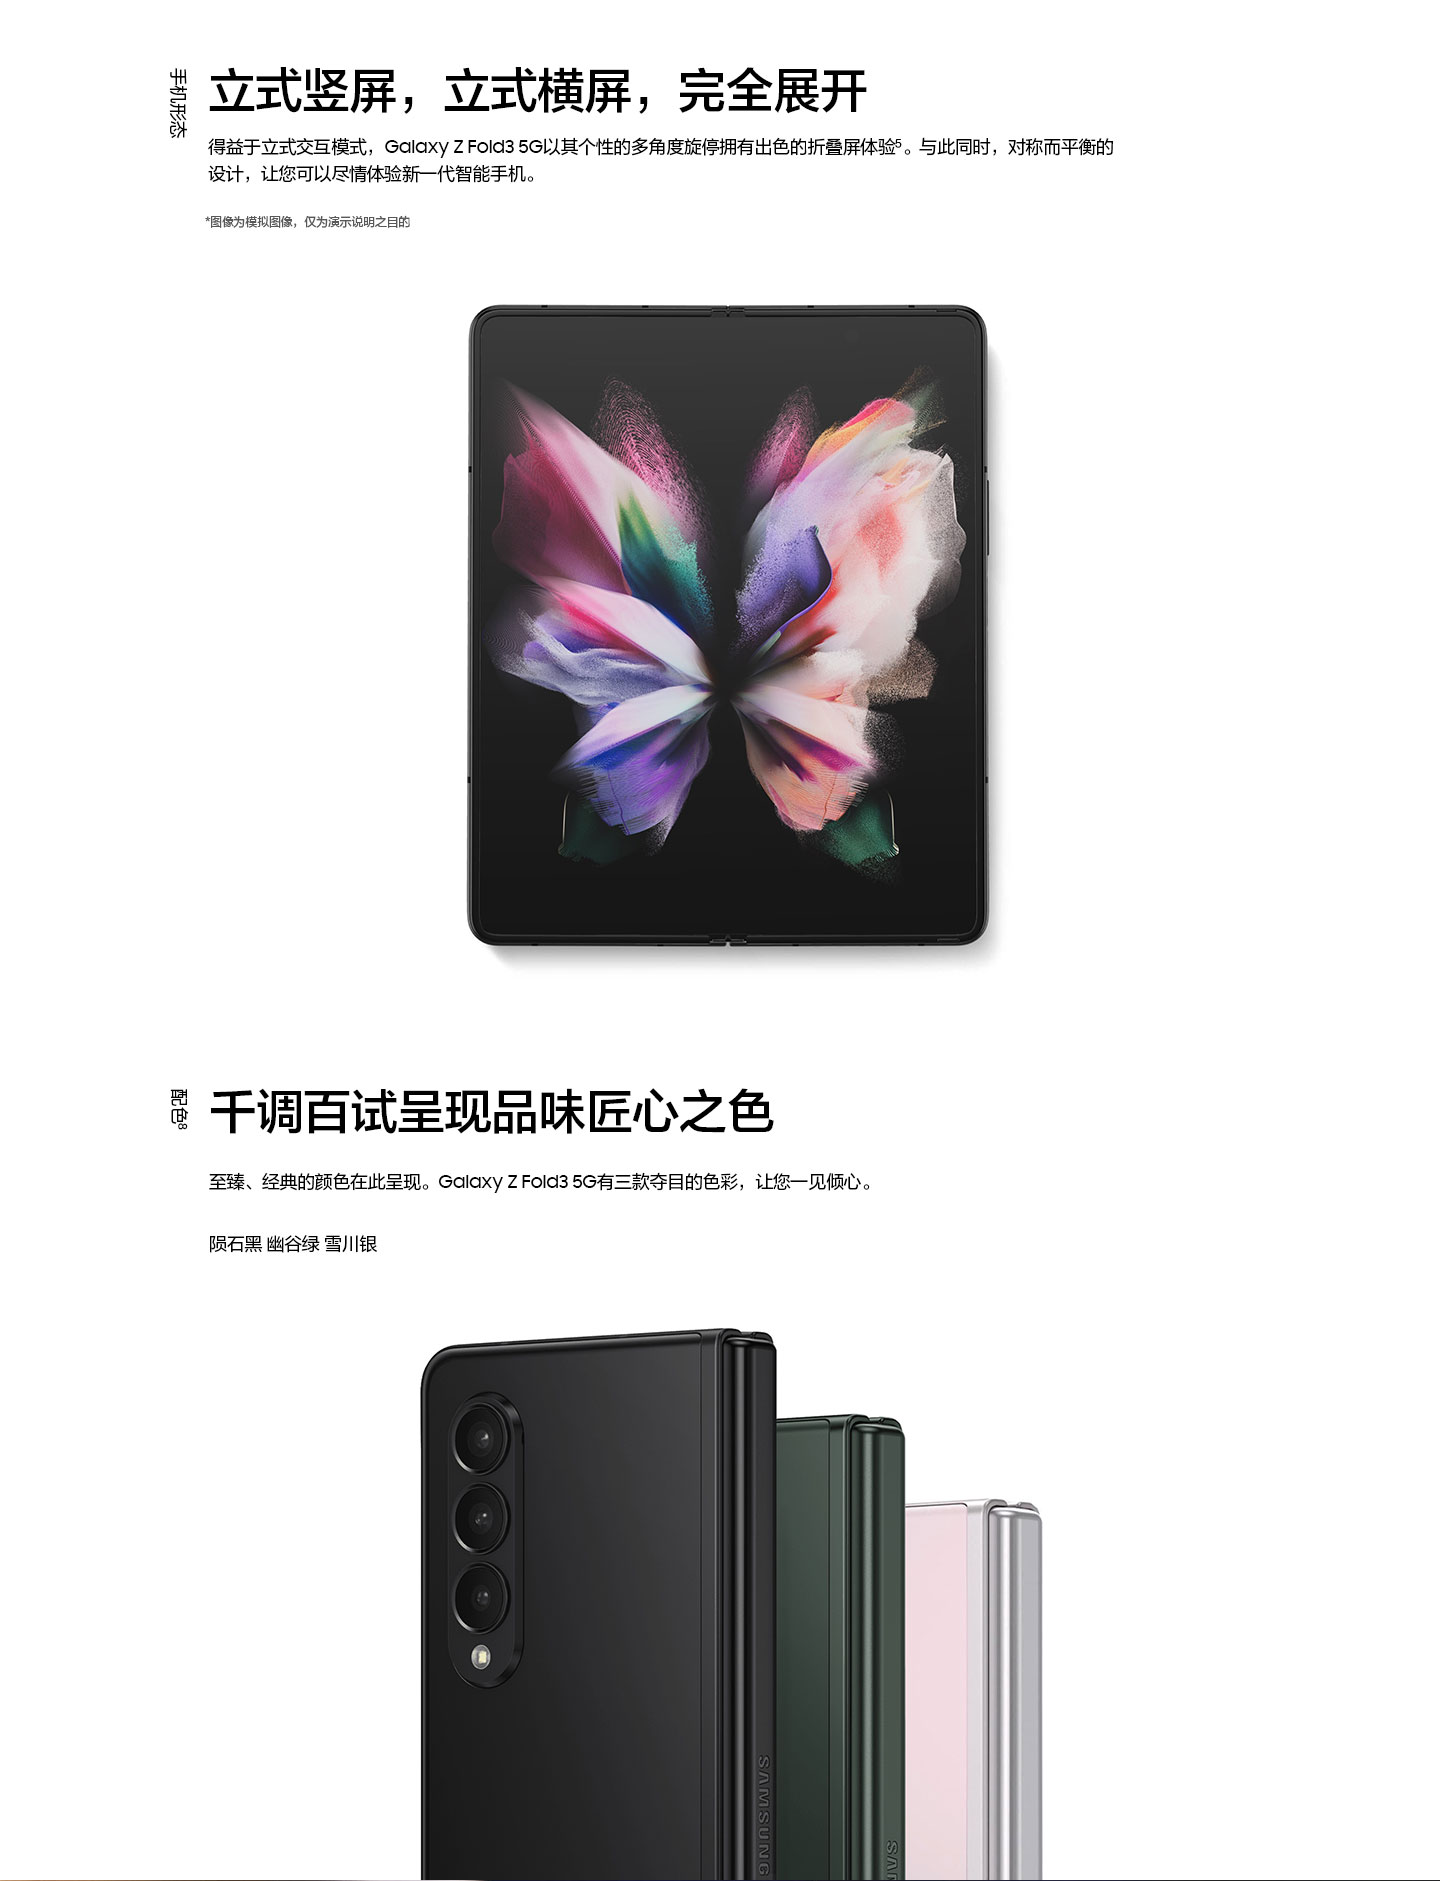 手机形态
立式竖屏，立式横屏，完全展开
得益于立式交互模式，Galaxy Z Fold3 5G以其个性的多角度旋停拥有出色的折叠屏体验⁵。与此同时，对称而平衡的
设计，让您可以尽情体验新一代智能手机。
*图像为模拟图像，仅为演示说明之目的
配色⁸
千调百试呈现品味匠心之色
至臻、经典的颜色在此呈现。Galaxy Z Fold3 5G有三款夺目的色彩，让您一见倾心。
陨石黑 幽谷绿 雪川银
SAMSUNG
SA